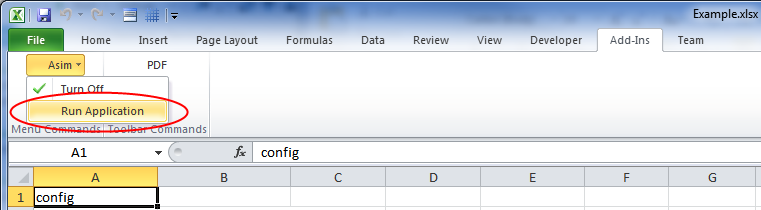 Example.xlsx
File Home Insert Page Layout Formulas Data Review View Developer Add-Ins Team
Asim PDF
Turn Off
Run Application
Menu Commands Toolbar Commands
A1 fx config
A B C D E F G
1 config